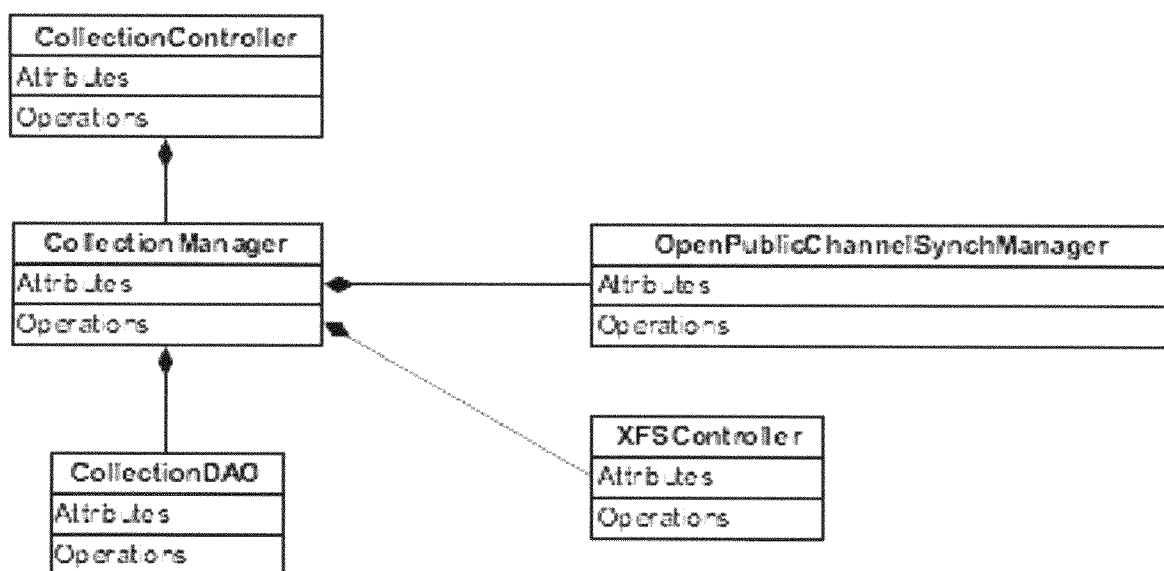 CollectionController
Attributes
Operations
CollectionManager
Attributes
Operations
OpenPublicChannelSynchManager
Attributes
Operations
XFSController
Attributes
Operations
CollectionDAO
Attributes
Operations